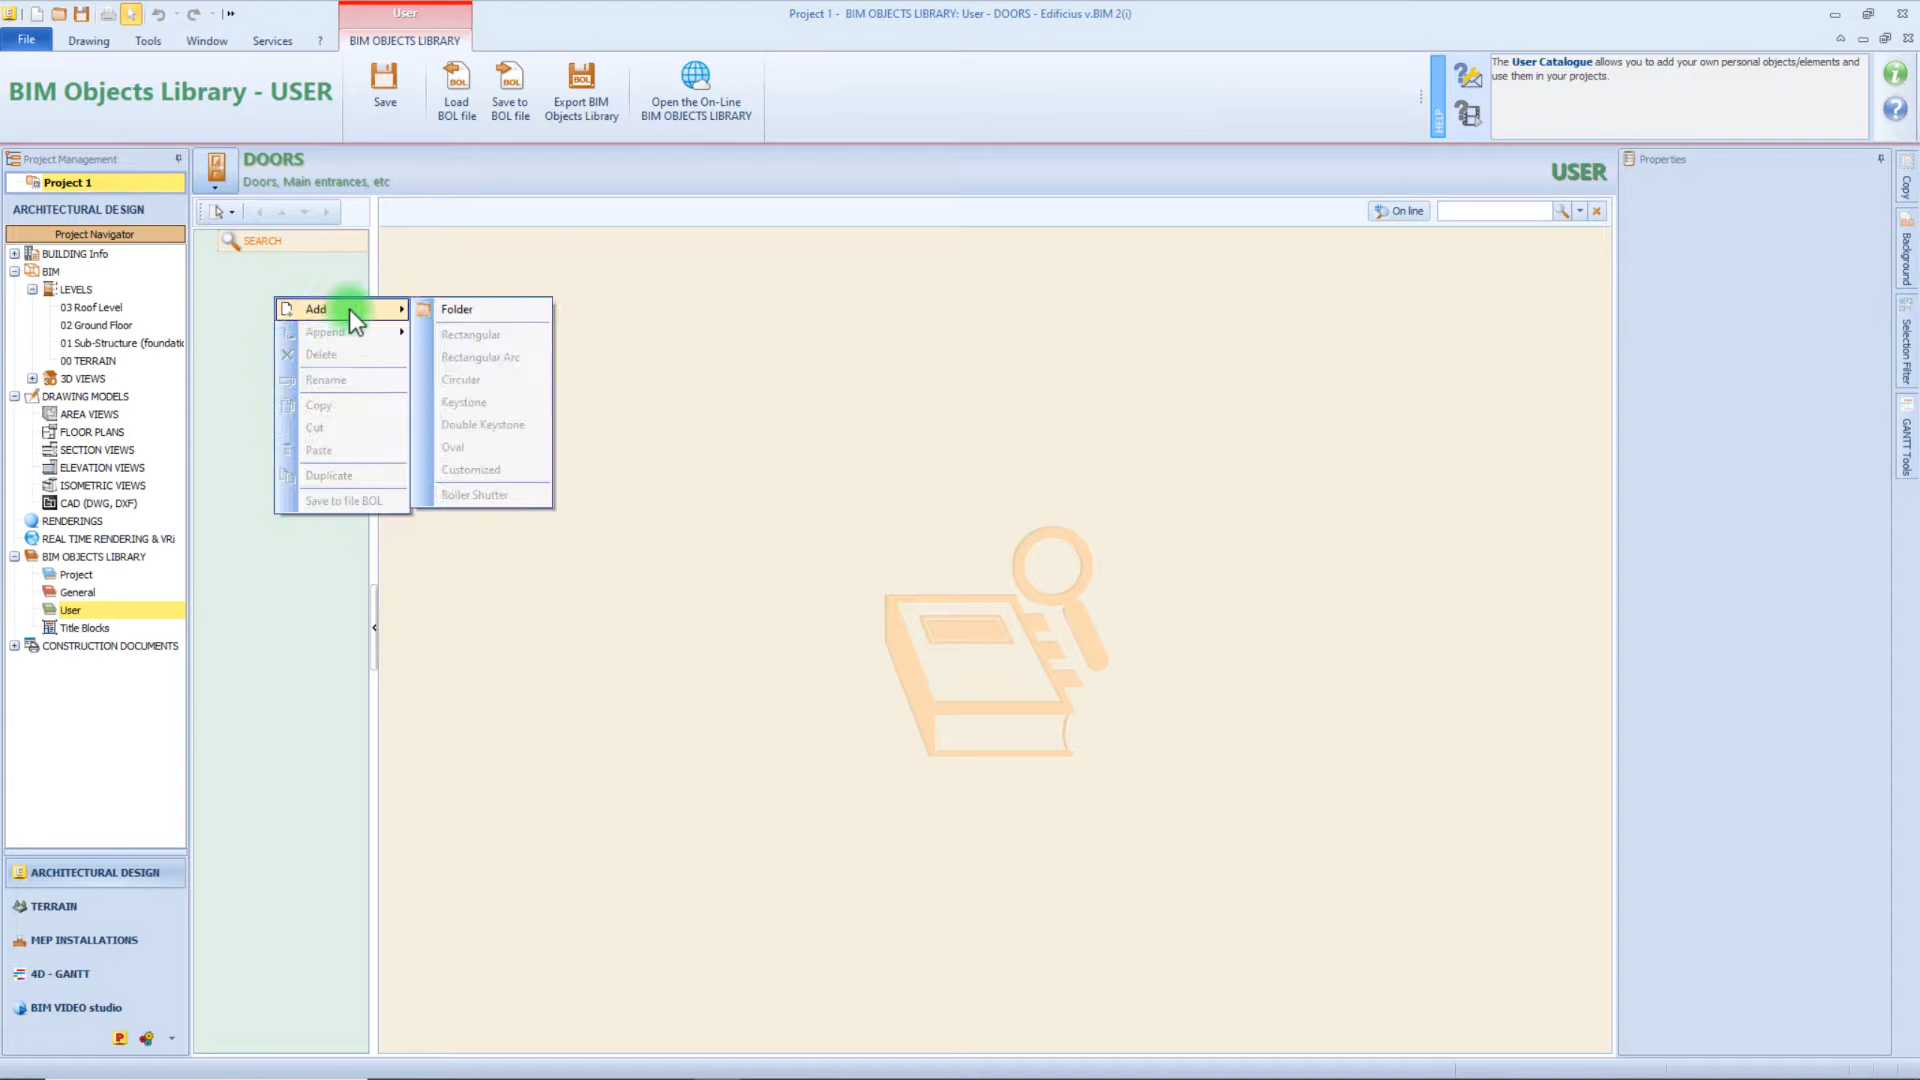 User
Project 1 - BIM OBJECTS LIBRARY: User - DOORS - Edificius v.BIM 2(i)
File
Drawing
Tools
Window
Services
?
BIM OBJECTS LIBRARY
BIM Objects Library - USER
Save
Load
BOL file
Save to
BOL file
Export BIM
Objects Library
Open the On-Line
BIM OBJECTS LIBRARY
BOL
BOL
BOL
HELP
The User Catalogue allows you to add your own personal objects/elements and
use them in your projects.
Project Management
Project 1
ARCHITECTURAL DESIGN
Project Navigator
BUILDING Info
BIM
LEVELS
03 Roof Level
02 Ground Floor
01 Sub-Structure (foundatic
00 TERRAIN
3D VIEWS
DRAWING MODELS
AREA VIEWS
FLOOR PLANS
SECTION VIEWS
ELEVATION VIEWS
ISOMETRIC VIEWS
CAD (DWG, DXF)
RENDERINGS
REAL TIME RENDERING & VRi
BIM OBJECTS LIBRARY
Project
General
User
Title Blocks
CONSTRUCTION DOCUMENTS
ARCHITECTURAL DESIGN
TERRAIN
MEP INSTALLATIONS
4D - GANTT
BIM VIDEO studio
DOORS
Doors, Main entrances, etc
USER
SEARCH
On line
Add
Append
Delete
Rename
Copy
Cut
Paste
Duplicate
Save to file BOL
Folder
Rectangular
Rectangular Arc
Circular
Keystone
Double Keystone
Oval
Customized
Roller Shutter
Properties
Copy
Background
Selection Filter
GANTT Tools